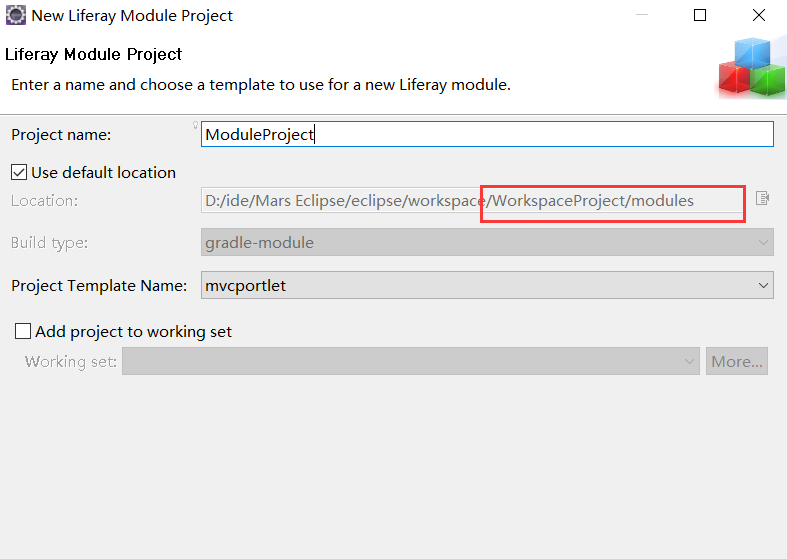 New Liferay Module Project
Liferay Module Project
Enter a name and choose a template to use for a new Liferay module.
Project name: ModuleProject
Use default location
Location: D:/ide/Mars Eclipse/eclipse/workspace/WorkspaceProject/modules
Build type: gradle-module
Project Template Name: mvcportlet
Add project to working set
Working set: More...